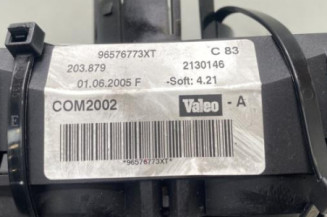 96576773XT C 83
203.879 2130146
01.06.2005 F -Soft: 4.21
COM2002 Valeo - A
*96576773XT*